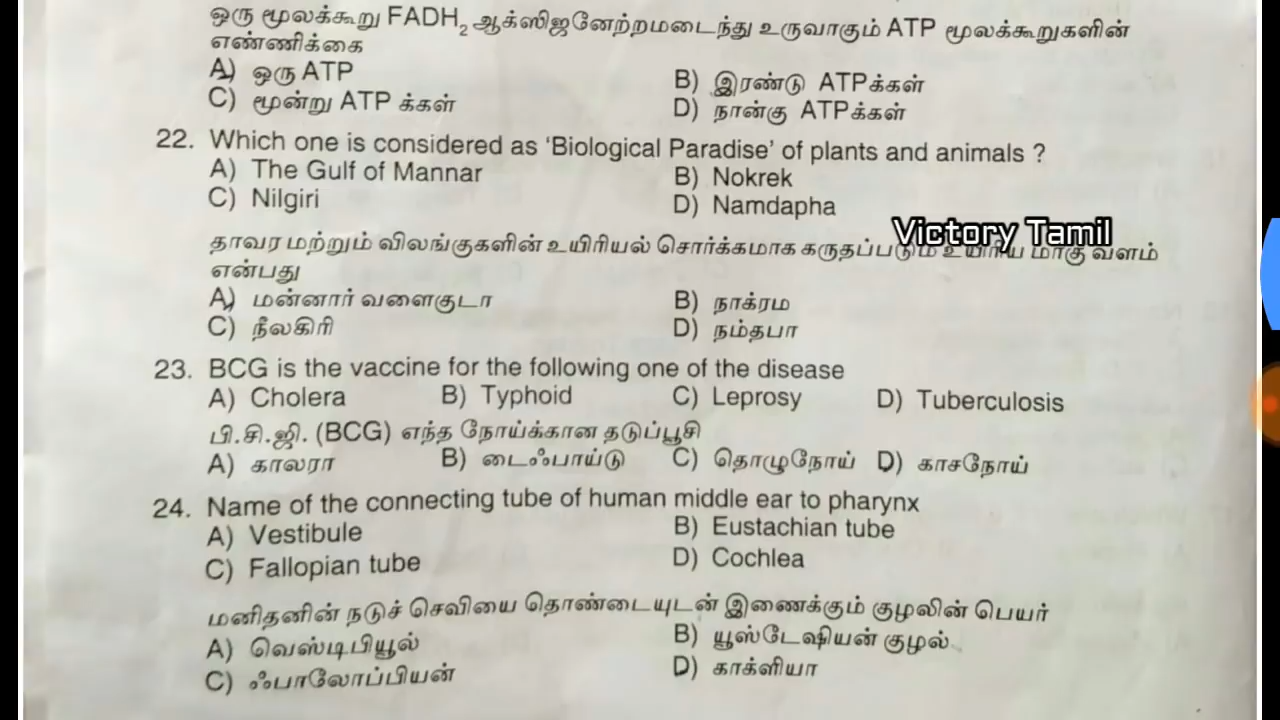 ஒரு மூலக்கூறு FADH₂ ஆக்ஸிஜனேற்றமடைந்து உருவாகும் ATP மூலக்கூறுகளின்
எண்ணிக்கை
A) ஒரு ATP B) இரண்டு ATPக்கள்
C) மூன்று ATP க்கள் D) நான்கு ATPக்கள்
22. Which one is considered as ‘Biological Paradise’ of plants and animals ?
A) The Gulf of Mannar B) Nokrek
C) Nilgiri D) Namdapha
Victory Tamil
தாவர மற்றும் விலங்குகளின் உயிரியல் சொர்க்கமாக கருதப்படும் உயிரிய மாகு வளம்
என்பது
A) மன்னார் வளைகுடா B) நாக்ரம
C) நீலகிரி D) நம்தபா
23. BCG is the vaccine for the following one of the disease
A) Cholera B) Typhoid C) Leprosy D) Tuberculosis
பி.சி.ஜி. (BCG) எந்த நோய்க்கான தடுப்பூசி
A) காலரா B) டைஃபாய்டு C) தொழுநோய் D) காசநோய்
24. Name of the connecting tube of human middle ear to pharynx
A) Vestibule B) Eustachian tube
C) Fallopian tube D) Cochlea
மனிதனின் நடுச் செவியை தொண்டையுடன் இணைக்கும் குழலின் பெயர்
A) வெஸ்டிபியூல் B) யூஸ்டேஷியன் குழல்
C) ஃபாலோப்பியன் D) காக்ளியா